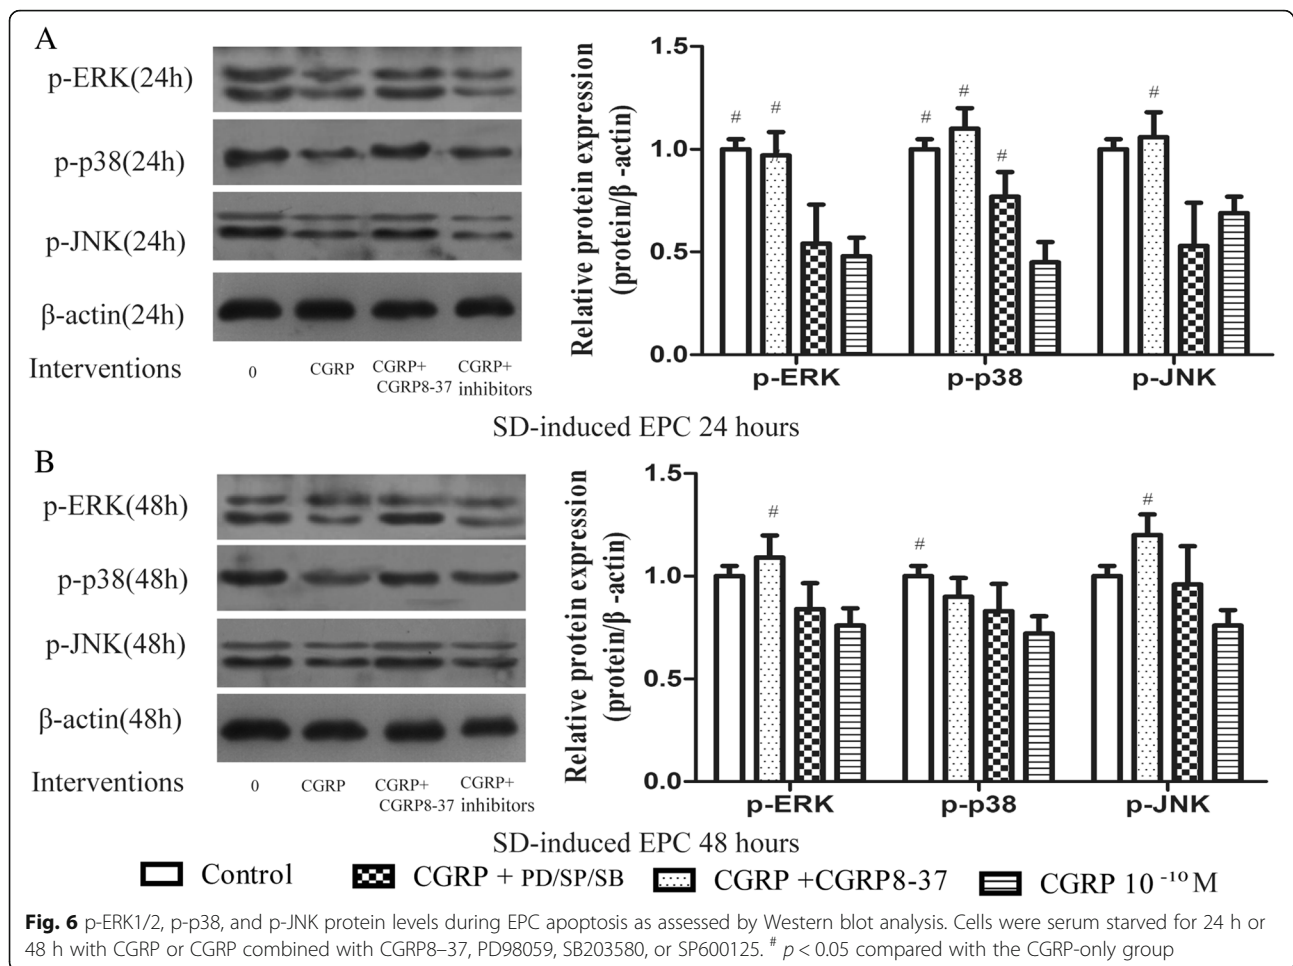 A
p-ERK(24h)
p-p38(24h)
p-JNK(24h)
β-actin(24h)
Interventions
0
CGRP
CGRP+
CGRP8-37
CGRP+
inhibitors
Relative protein expression
(protein/β -actin)
1.5
1.0
0.5
0.0
# # # # # #
p-ERK p-p38 p-JNK
SD-induced EPC 24 hours
B
p-ERK(48h)
p-p38(48h)
p-JNK(48h)
β-actin(48h)
Interventions
0
CGRP
CGRP+
CGRP8-37
CGRP+
inhibitors
Relative protein expression
(protein/β -actin)
1.5
1.0
0.5
0.0
# # #
p-ERK p-p38 p-JNK
SD-induced EPC 48 hours
Control CGRP + PD/SP/SB CGRP +CGRP8-37 CGRP 10⁻¹⁰M
Fig. 6 p-ERK1/2, p-p38, and p-JNK protein levels during EPC apoptosis as assessed by Western blot analysis. Cells were serum starved for 24 h or
48 h with CGRP or CGRP combined with CGRP8–37, PD98059, SB203580, or SP600125. # p < 0.05 compared with the CGRP-only group